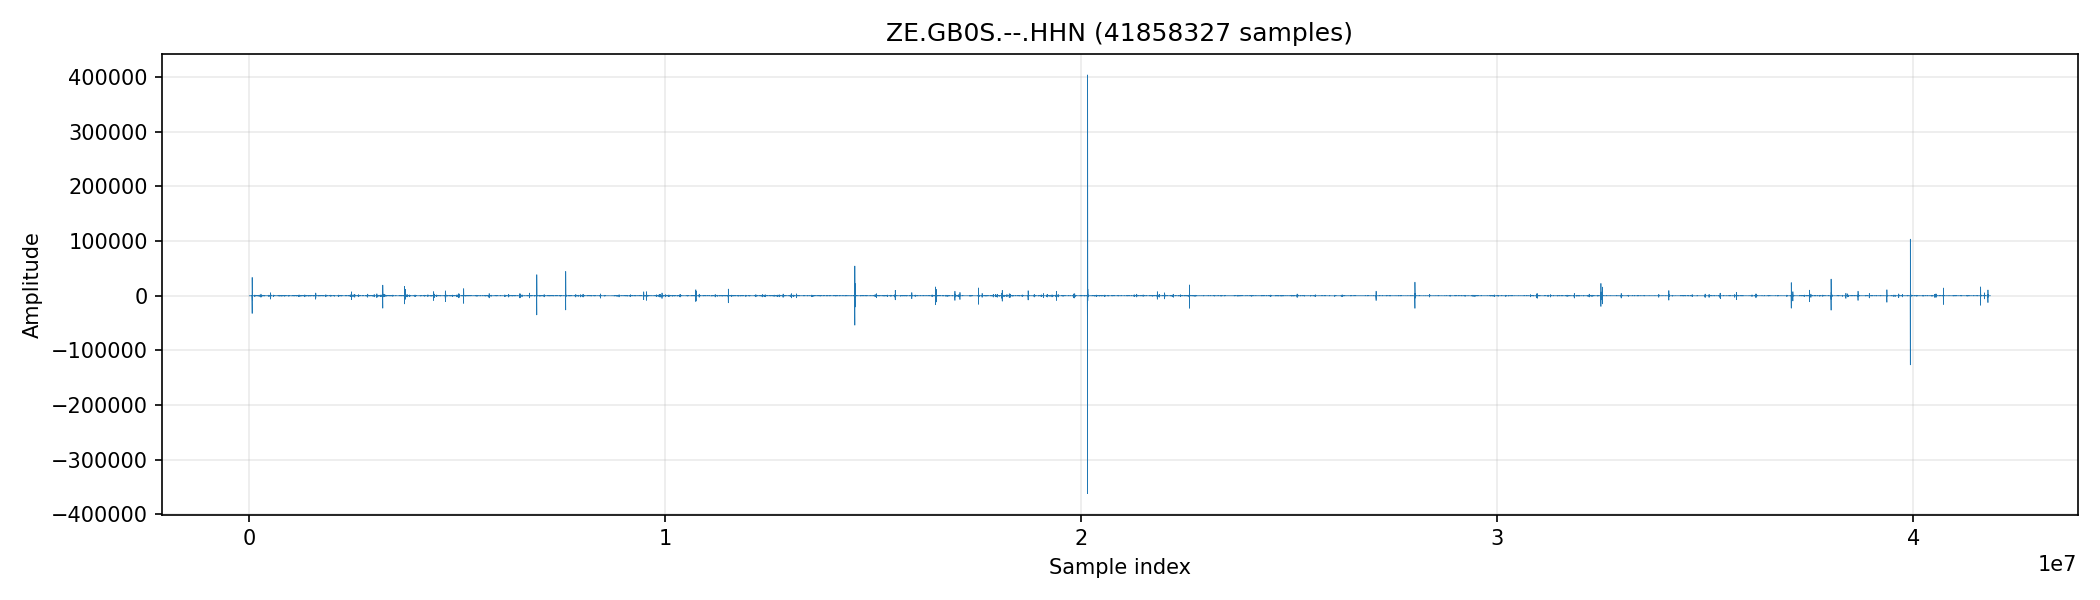 ZE.GB0S.--.HHN (41858327 samples)
400000
300000
200000
100000
0
−100000
−200000
−300000
−400000
Amplitude
0 1 2 3 4
1e7
Sample index